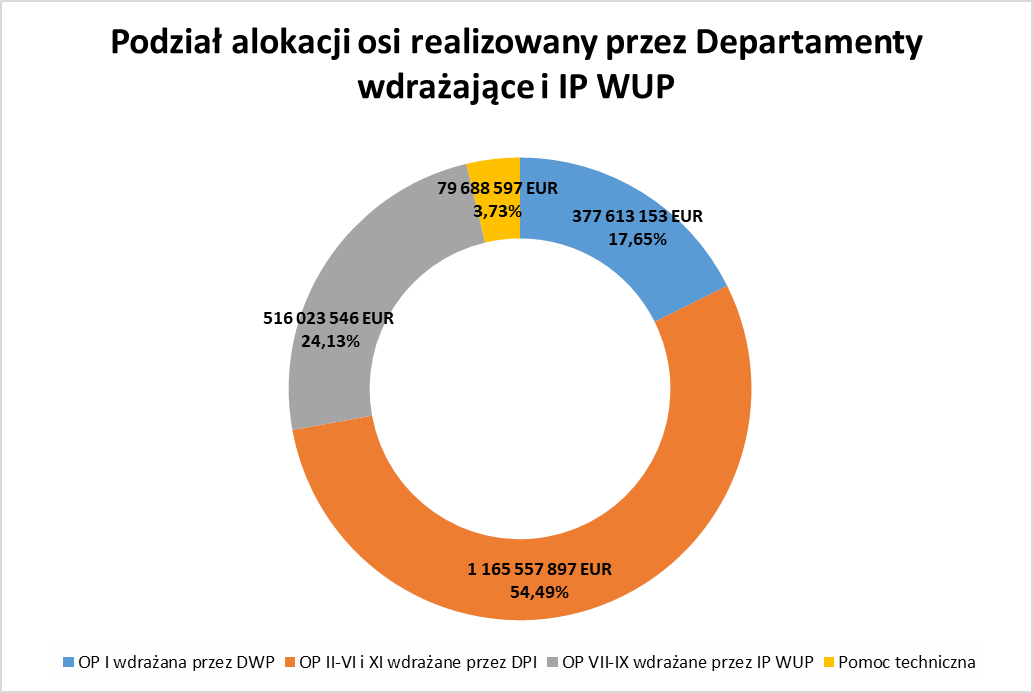 Podział alokacji osi realizowany przez Departamenty
wdrażające i IP WUP
79 688 597 EUR
3,73%
377 613 153 EUR
17,65%
516 023 546 EUR
24,13%
1 165 557 897 EUR
54,49%
OP I wdrażana przez DWP
OP II-VI i XI wdrażane przez DPI
OP VII-IX wdrażane przez IP WUP
Pomoc techniczna